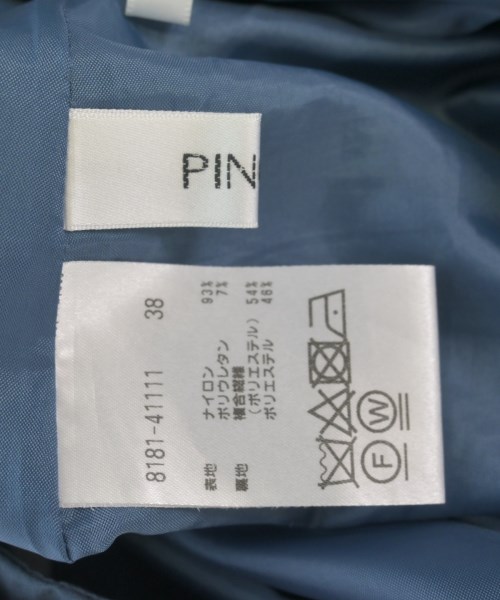 PIN
8181-41111 38
表地 ナイロン 93%
ポリウレタン 7%
裏地 複合繊維 54%
(ポリエステル)
ポリエステル 46%
F W